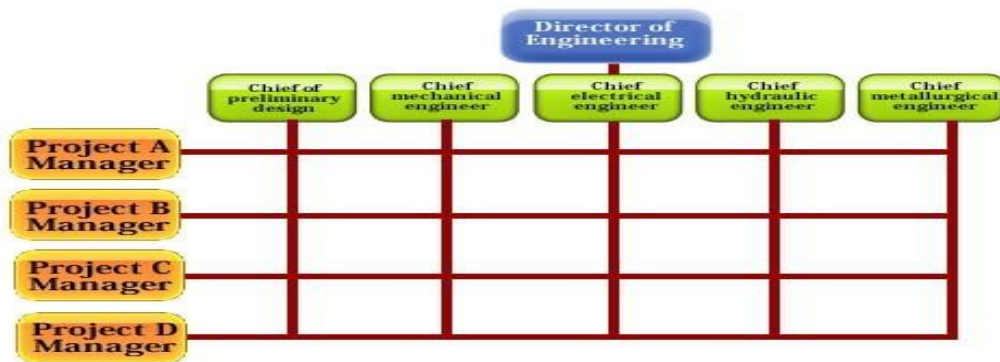 Director of
Engineering
Chief of
preliminary
design
Chief
mechanical
engineer
Chief
electrical
engineer
Chief
hydraulic
engineer
Chief
metallurgical
engineer
Project A
Manager
Project B
Manager
Project C
Manager
Project D
Manager